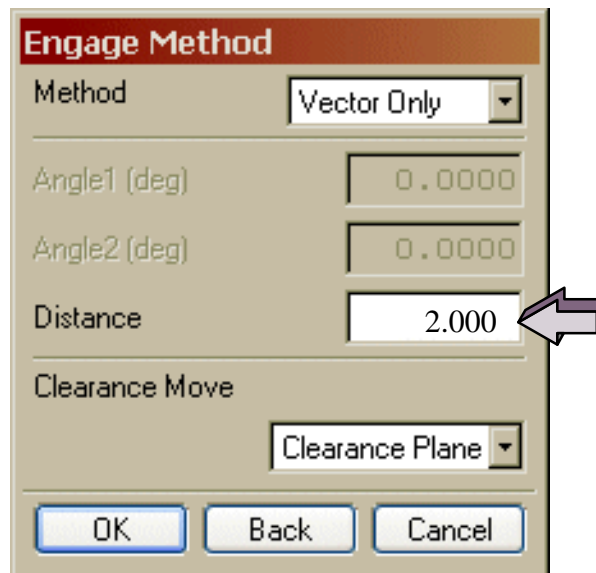 Engage Method
Method Vector Only
Angle1 (deg) 0.0000
Angle2 (deg) 0.0000
Distance 2.000
Clearance Move
Clearance Plane
OK Back Cancel